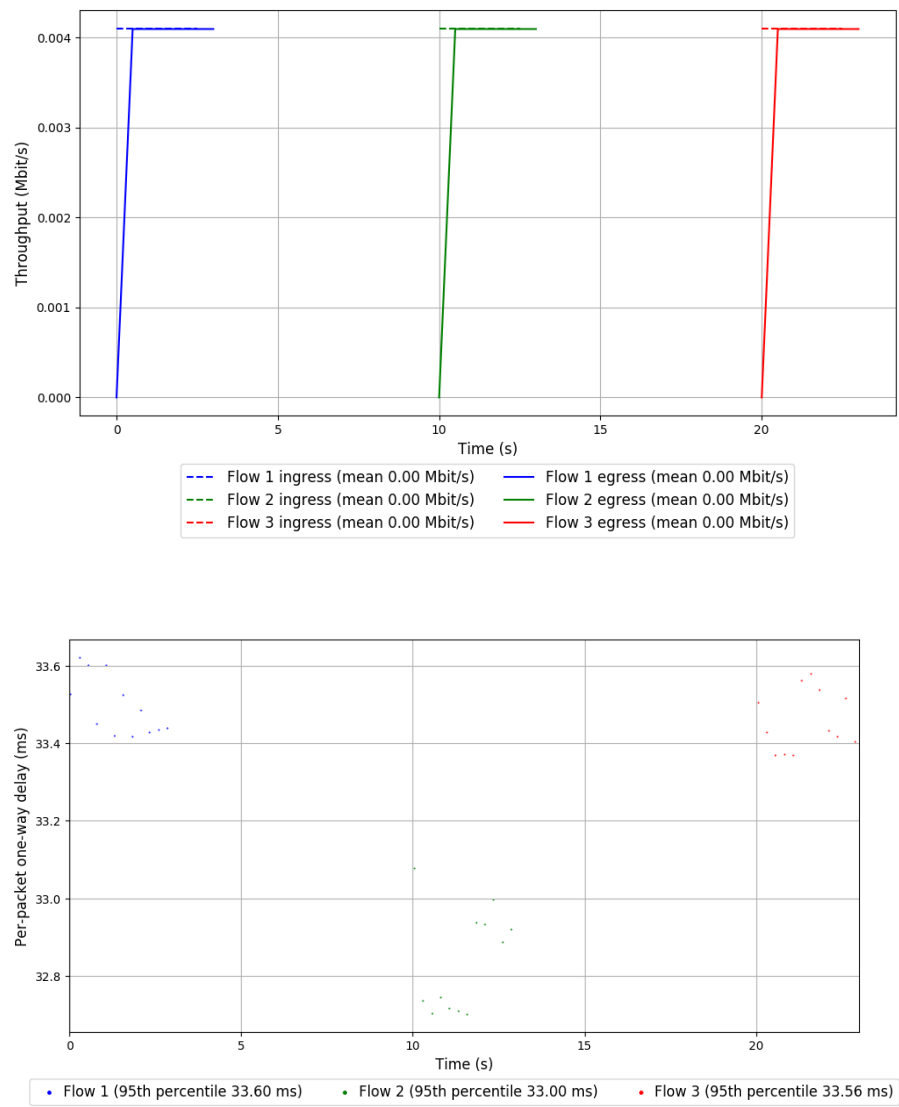 0.004
0.003
0.002
0.001
0.000
Throughput (Mbit/s)
0 5 10 15 20
Time (s)
Flow 1 ingress (mean 0.00 Mbit/s) Flow 1 egress (mean 0.00 Mbit/s)
Flow 2 ingress (mean 0.00 Mbit/s) Flow 2 egress (mean 0.00 Mbit/s)
Flow 3 ingress (mean 0.00 Mbit/s) Flow 3 egress (mean 0.00 Mbit/s)
33.6
33.4
33.2
33.0
32.8
Per-packet one-way delay (ms)
0 5 10 15 20
Time (s)
Flow 1 (95th percentile 33.60 ms) Flow 2 (95th percentile 33.00 ms) Flow 3 (95th percentile 33.56 ms)